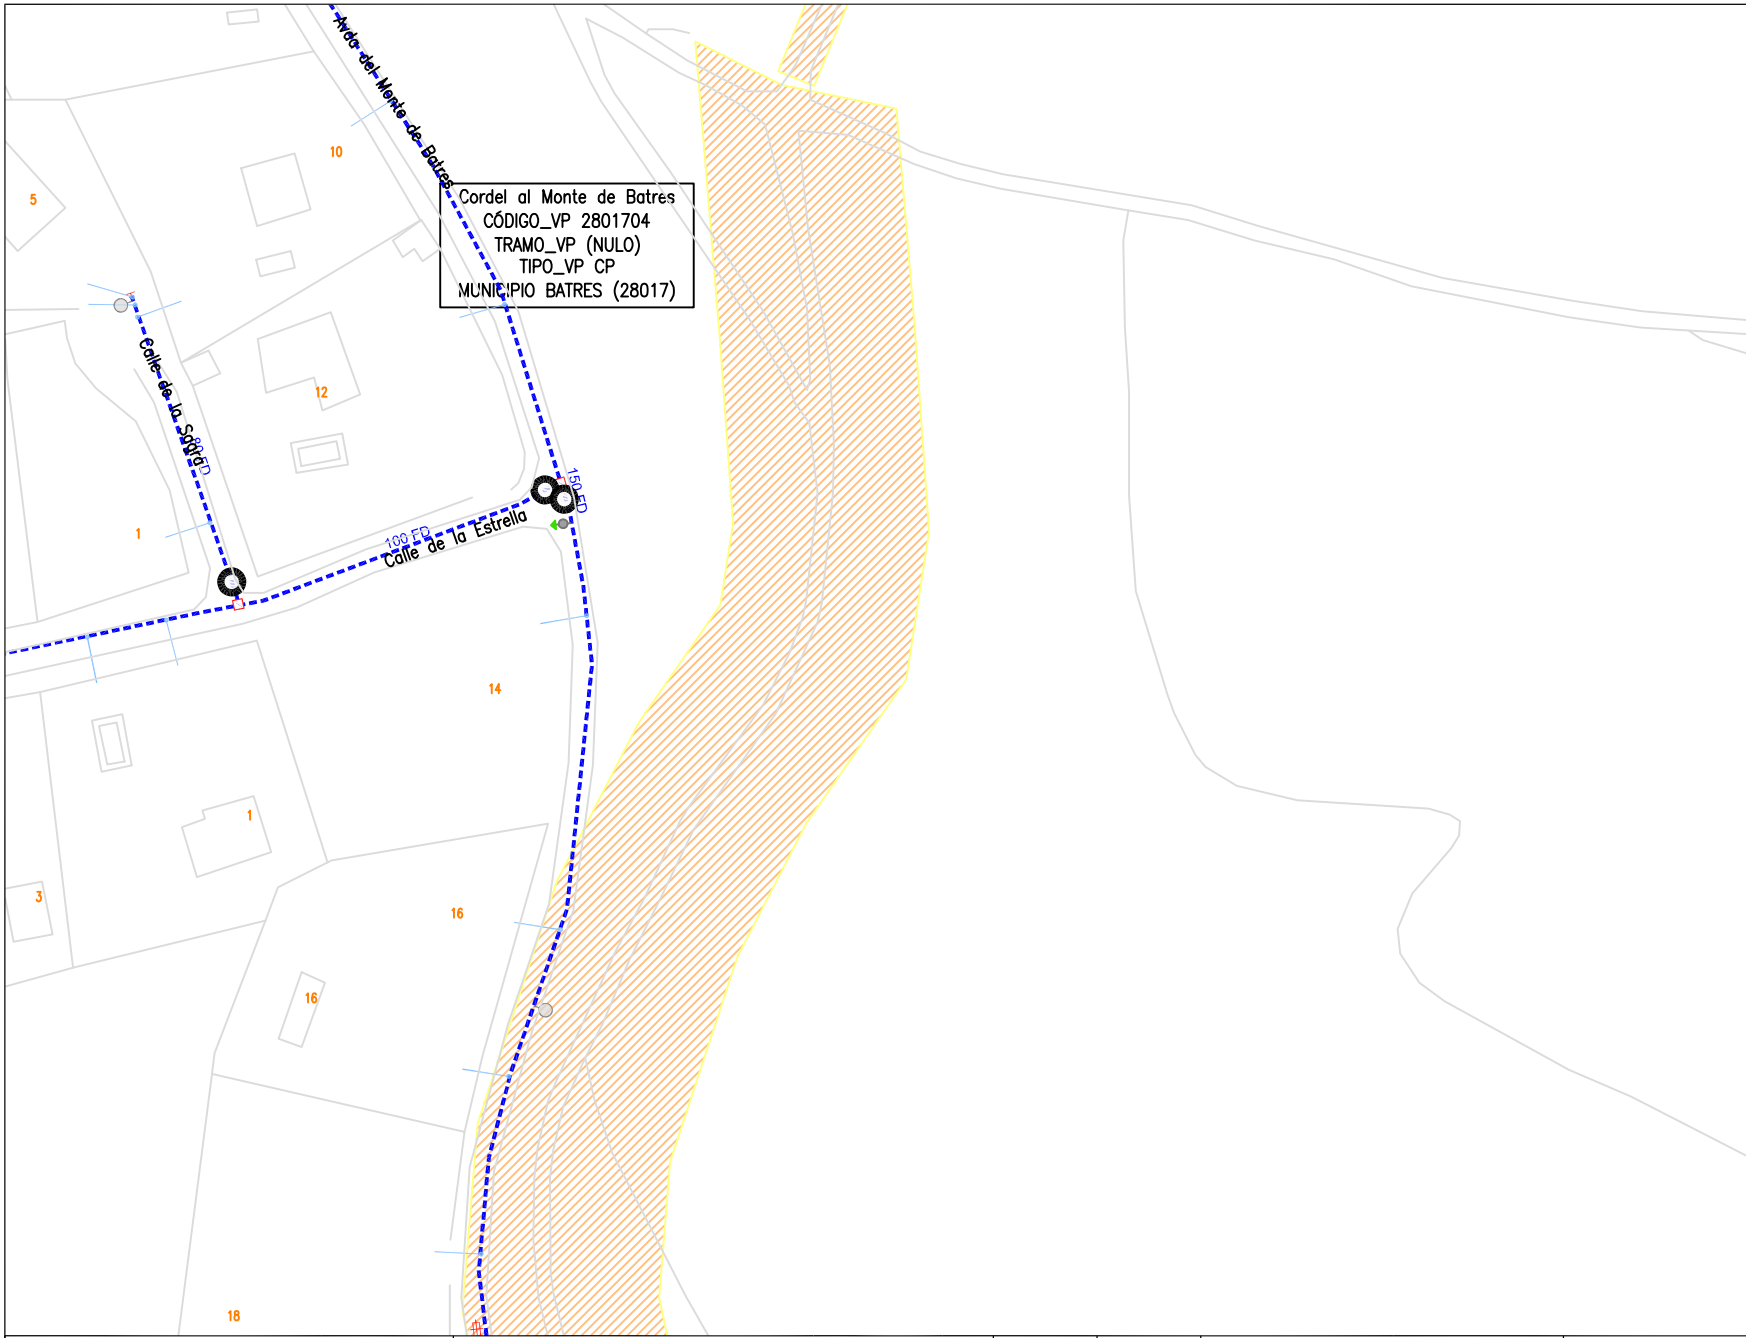 Avda del Monte de Batres
10
5
Cordel al Monte de Batres
CÓDIGO_VP 2801704
TRAMO_VP (NULO)
TIPO_VP CP
MUNICIPIO BATRES (28017)
Calle de la Sagra
80 FD
12
150 FD
100 FD
Calle de la Estrella
1
14
1
3
16
16
18